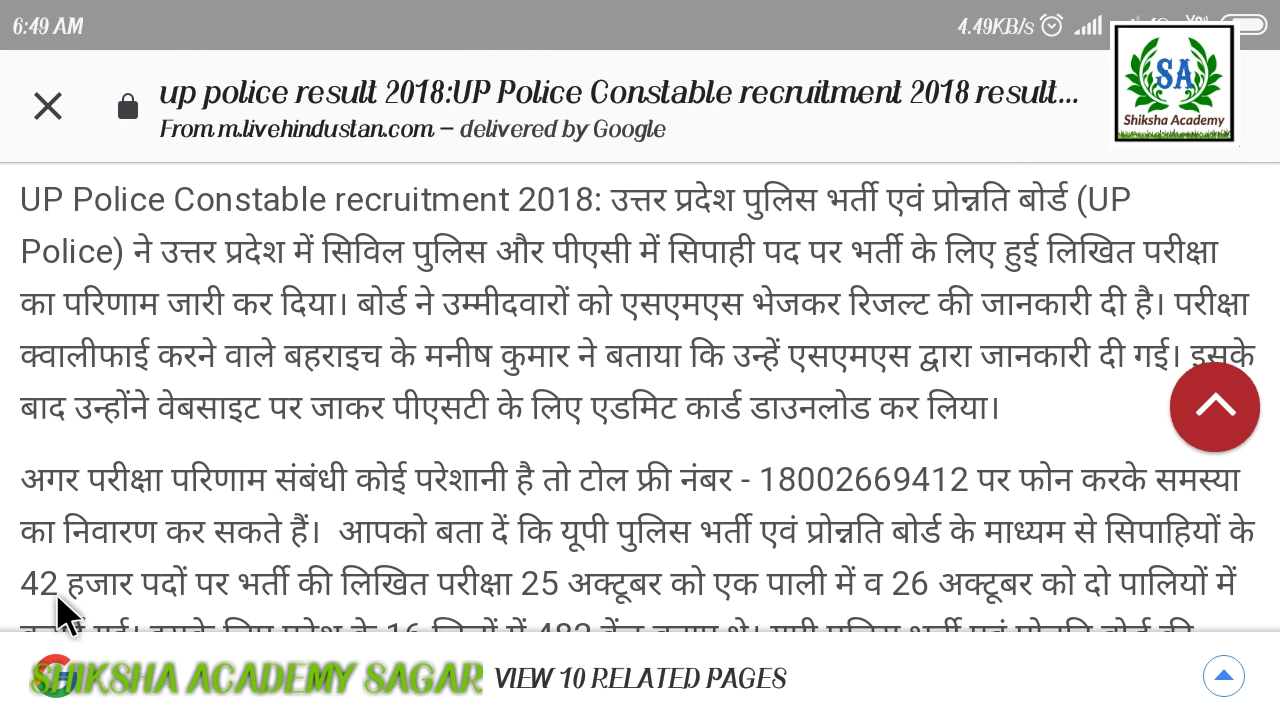 6:49 AM
4.49KB/s
SA
Shiksha Academy
up police result 2018:UP Police Constable recruitment 2018 result...
From m.livehindustan.com – delivered by Google
UP Police Constable recruitment 2018: उत्तर प्रदेश पुलिस भर्ती एवं प्रोन्नति बोर्ड (UP
Police) ने उत्तर प्रदेश में सिविल पुलिस और पीएसी में सिपाही पद पर भर्ती के लिए हुई लिखित परीक्षा
का परिणाम जारी कर दिया। बोर्ड ने उम्मीदवारों को एसएमएस भेजकर रिजल्ट की जानकारी दी है। परीक्षा
क्वालीफाई करने वाले बहराइच के मनीष कुमार ने बताया कि उन्हें एसएमएस द्वारा जानकारी दी गई। इसके
बाद उन्होंने वेबसाइट पर जाकर पीएसटी के लिए एडमिट कार्ड डाउनलोड कर लिया।
अगर परीक्षा परिणाम संबंधी कोई परेशानी है तो टोल फ्री नंबर - 18002669412 पर फोन करके समस्या
का निवारण कर सकते हैं। आपको बता दें कि यूपी पुलिस भर्ती एवं प्रोन्नति बोर्ड के माध्यम से सिपाहियों के
42 हजार पदों पर भर्ती की लिखित परीक्षा 25 अक्टूबर को एक पाली में व 26 अक्टूबर को दो पालियों में
SHIKSHA ACADEMY SAGAR VIEW 10 RELATED PAGES